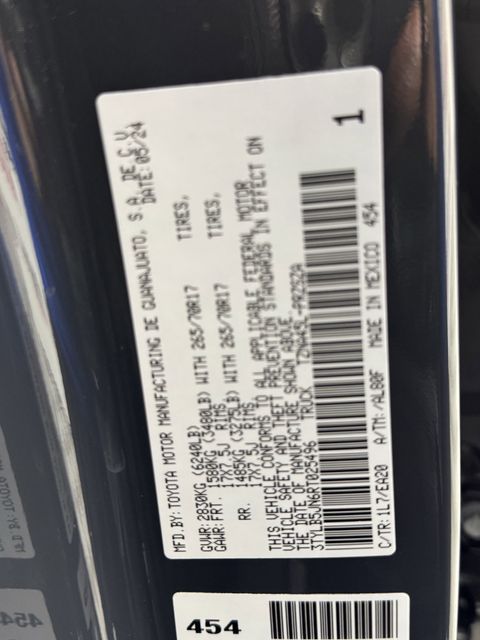 MFD.BY:TOYOTA MOTOR MANUFACTURING DE GUANAJUATO, S.A. DE C.V.
DATE:05/24
GVWR:2830KG (6240LB)
GAWR:FRT. 1580KG (3480LB) WITH 265/70R17 TIRES,
17X7.5J RIMS
RR. 1485KG (3275LB) WITH 265/70R17 TIRES,
17X7.5J RIMS
THIS VEHICLE CONFORMS TO ALL APPLICABLE FEDERAL MOTOR
VEHICLE SAFETY AND THEFT PREVENTION STANDARDS IN EFFECT ON
THE DATE OF MANUFACTURE SHOWN ABOVE.
3TYLB5JN6RT025496 TRUCK
C/TR:1L7/EA20 A/TM:/AL80F MADE IN MEXICO 454
1
454